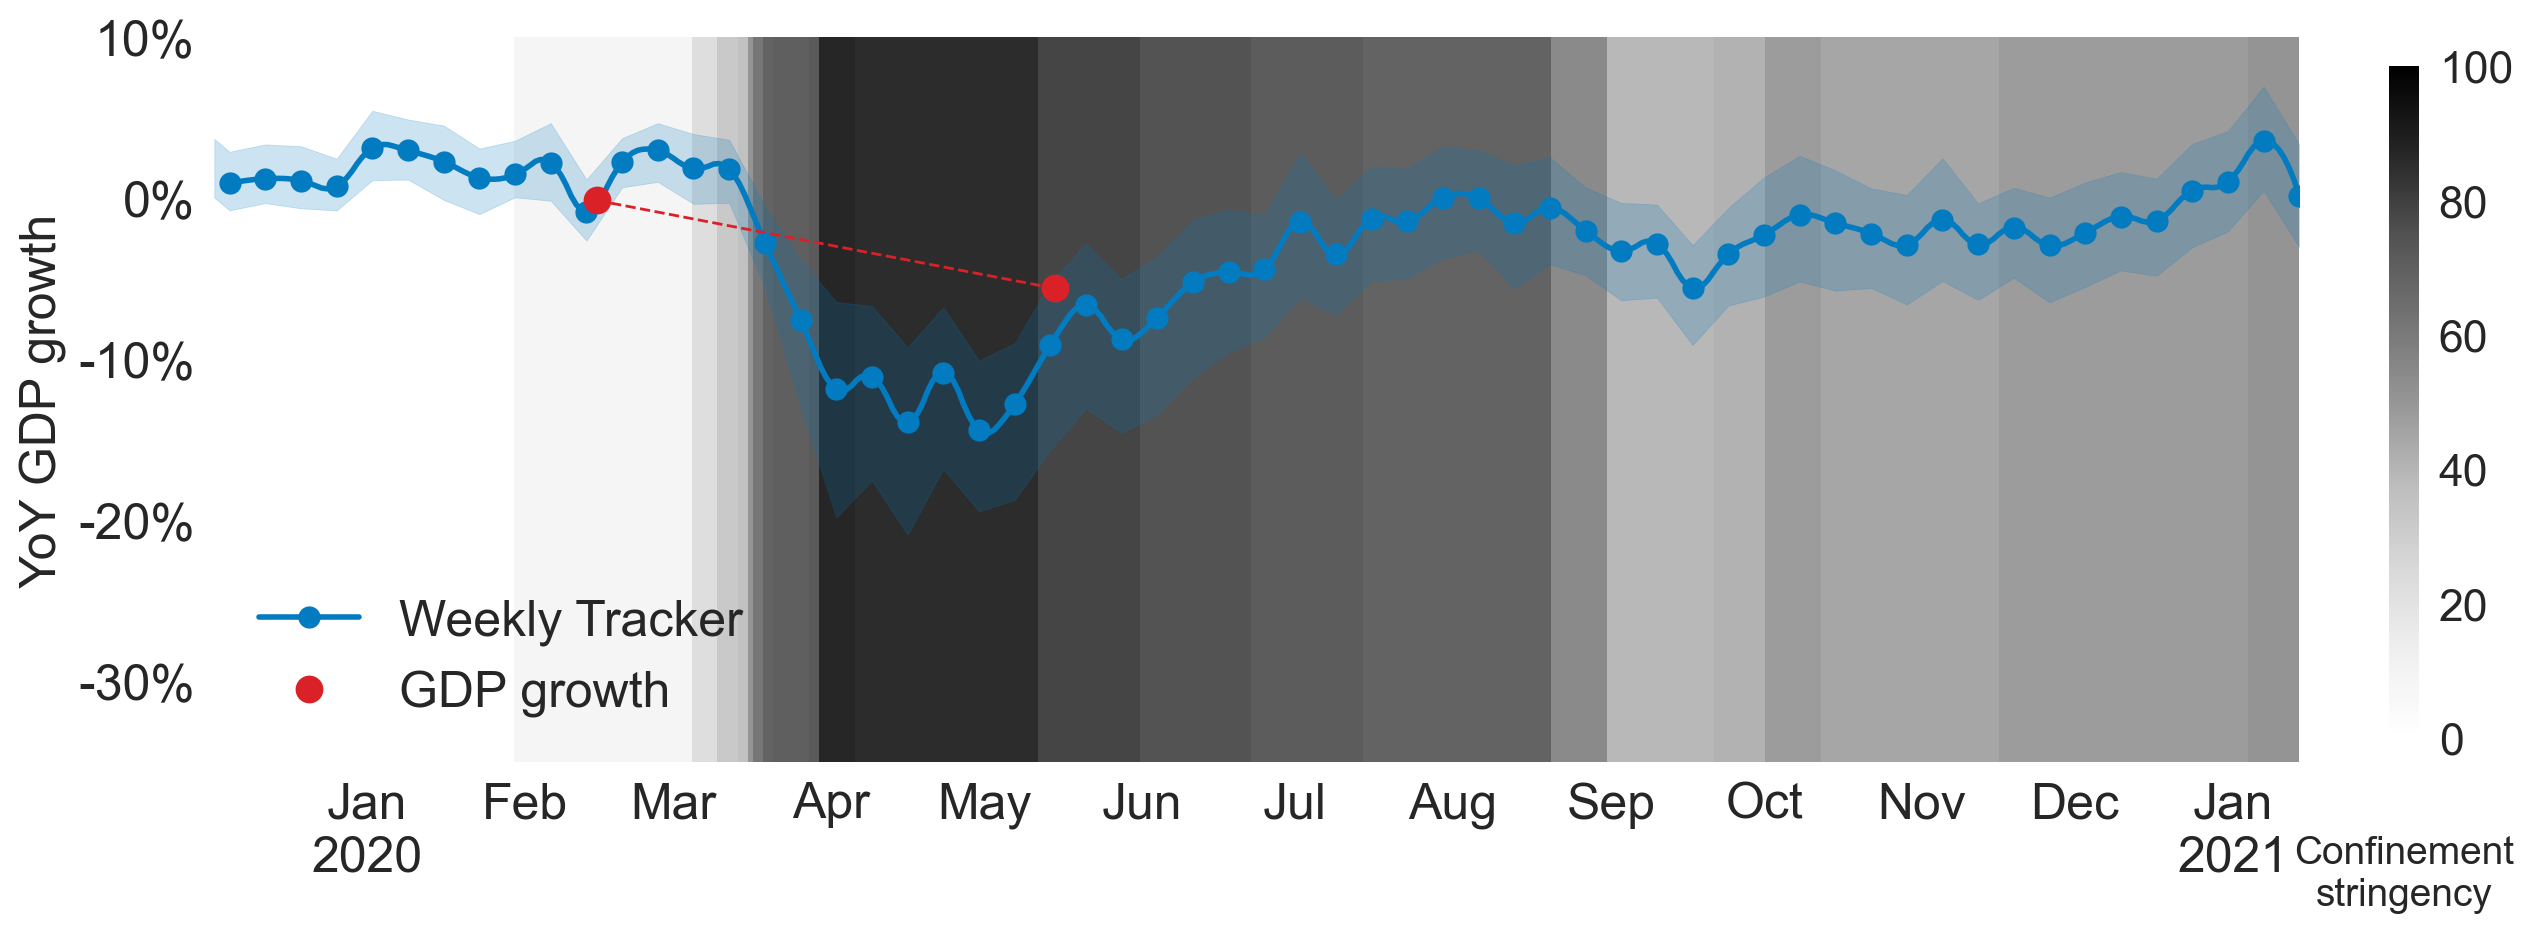 10%
0%
-10%
-20%
-30%
YoY GDP growth
Weekly Tracker
GDP growth
Jan Feb Mar Apr May Jun Jul Aug Sep Oct Nov Dec Jan
2020 2021
100
80
60
40
20
0
Confinement
stringency